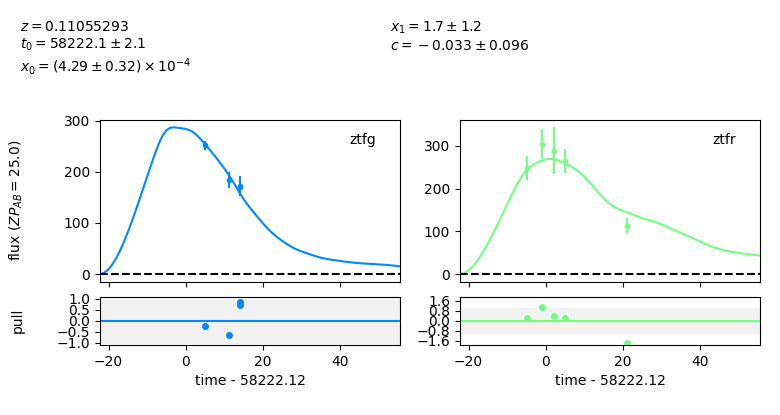 z = 0.11055293
t₀ = 58222.1 ± 2.1
x₀ = (4.29 ± 0.32) × 10⁻⁴
x₁ = 1.7 ± 1.2
c = −0.033 ± 0.096
flux (ZP_AB = 25.0)
300
200
100
0
ztfg
300
200
100
0
ztfr
pull
1.0
0.5
0.0
−0.5
−1.0
−20 0 20 40
time - 58222.12
1.6
0.8
0.0
−0.8
−1.6
−20 0 20 40
time - 58222.12